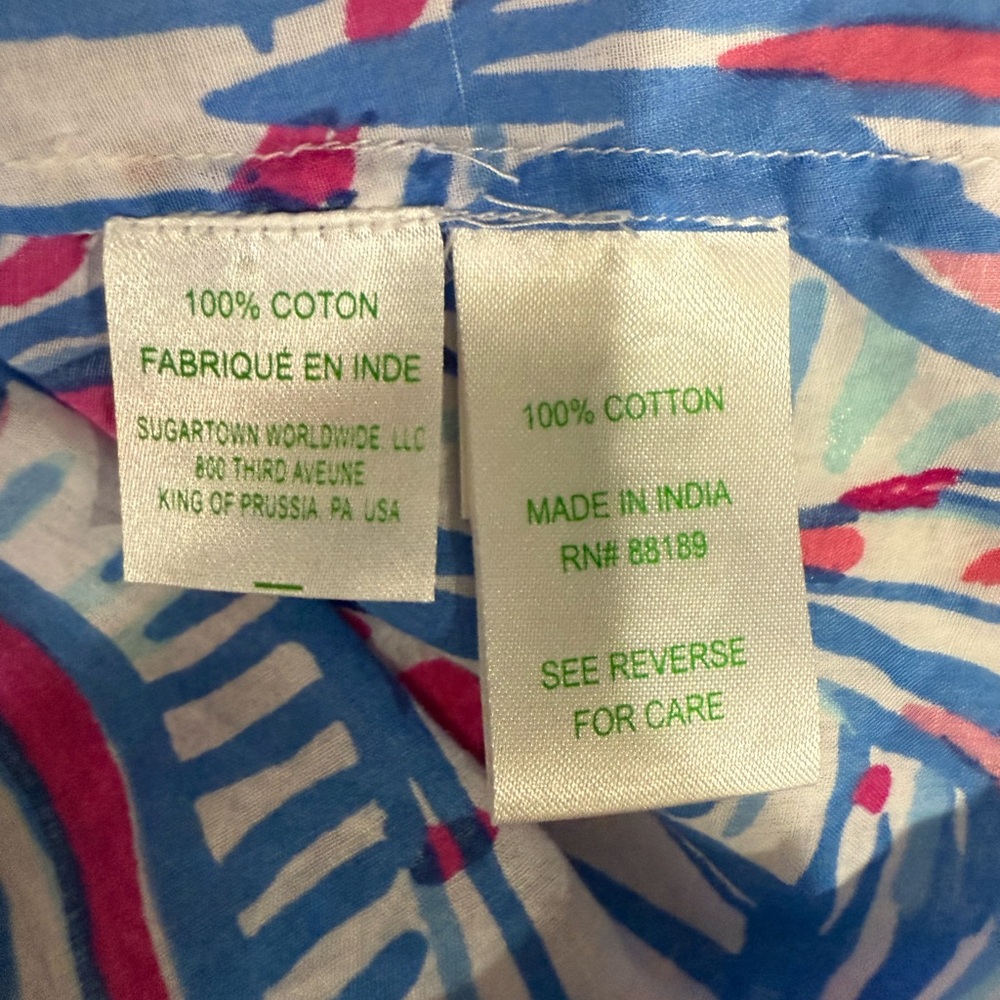 100% COTON
FABRIQUÉ EN INDE
SUGARTOWN WORLDWIDE. LLC
800 THIRD AVEUNE
KING OF PRUSSIA PA USA
100% COTTON
MADE IN INDIA
RN# 88189
SEE REVERSE
FOR CARE